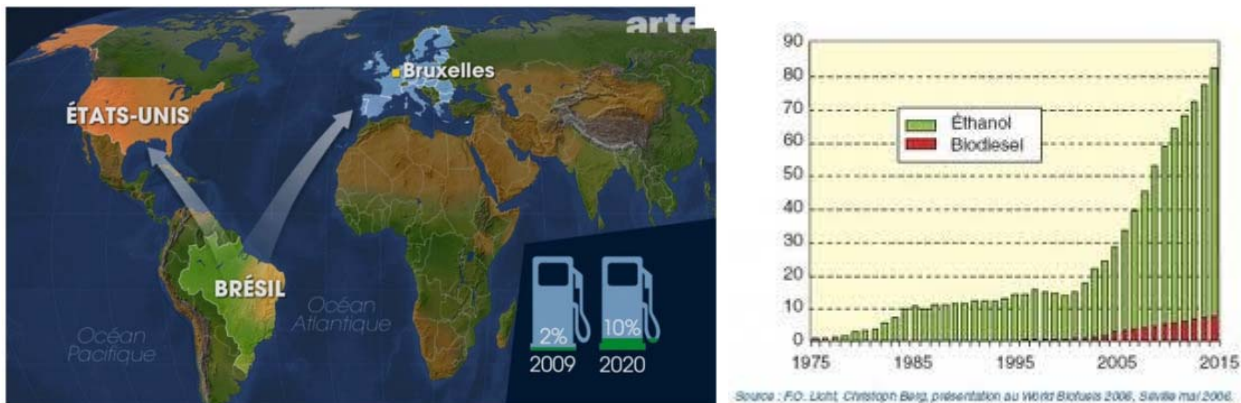 arte
Bruxelles
ÉTATS-UNIS
BRÉSIL
Océan
Atlantique
Océan
Pacifique
2%
10%
2009
2020
90
80
70
60
50
40
30
20
10
0
Éthanol
Biodiesel
1975
1985
1995
2005
2015
Source : F.O. Licht, Christoph Berg, présentation au World Biofuels 2006, Séville mai 2006.